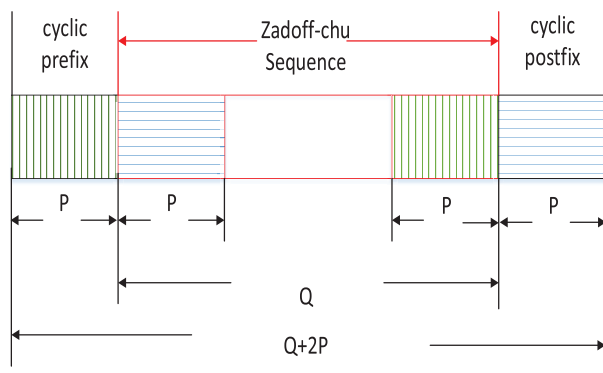 cyclic
prefix
Zadoff-chu
Sequence
cyclic
postfix
P
P
P
P
Q
Q+2P